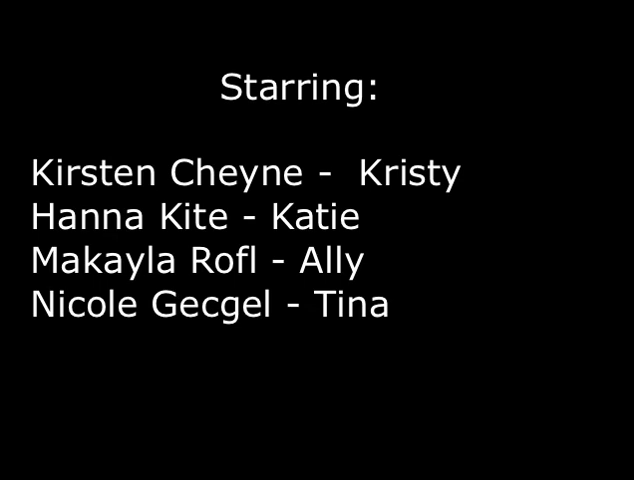 Starring:
Kirsten Cheyne -  Kristy
Hanna Kite - Katie
Makayla Rofl - Ally
Nicole Gecgel - Tina